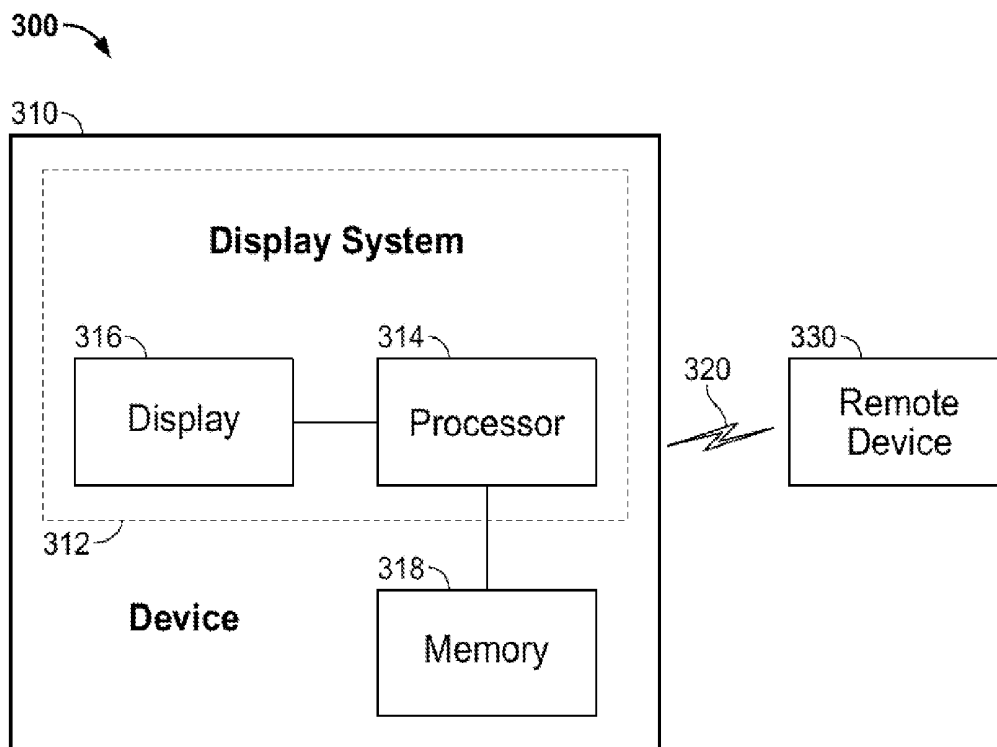 300
310
Display System
316
Display
314
Processor
320
330
Remote
Device
312
Device
318
Memory